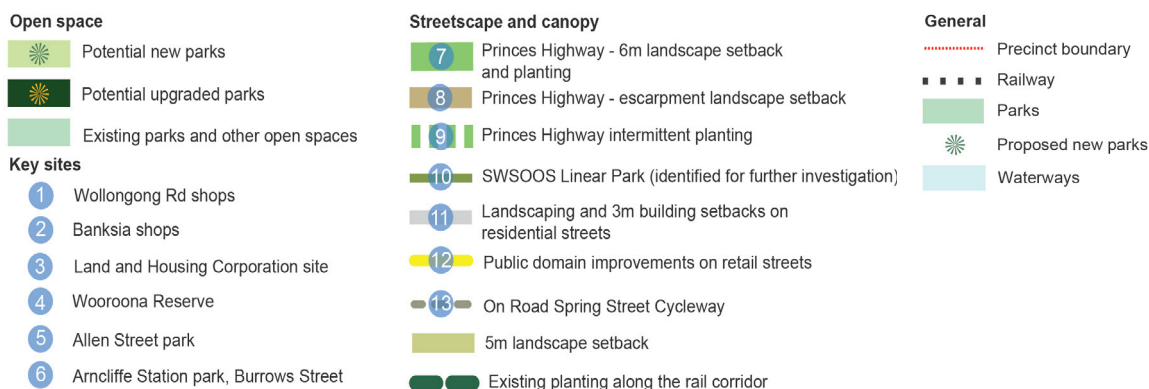 Open space
Potential new parks
Potential upgraded parks
Existing parks and other open spaces
Key sites
1 Wollongong Rd shops
2 Banksia shops
3 Land and Housing Corporation site
4 Wooroona Reserve
5 Allen Street park
6 Arncliffe Station park, Burrows Street
Streetscape and canopy
7 Princes Highway - 6m landscape setback
and planting
8 Princes Highway - escarpment landscape setback
9 Princes Highway intermittent planting
10 SWSOOS Linear Park (identified for further investigation)
11 Landscaping and 3m building setbacks on
residential streets
12 Public domain improvements on retail streets
13 On Road Spring Street Cycleway
5m landscape setback
Existing planting along the rail corridor
General
Precinct boundary
Railway
Parks
Proposed new parks
Waterways